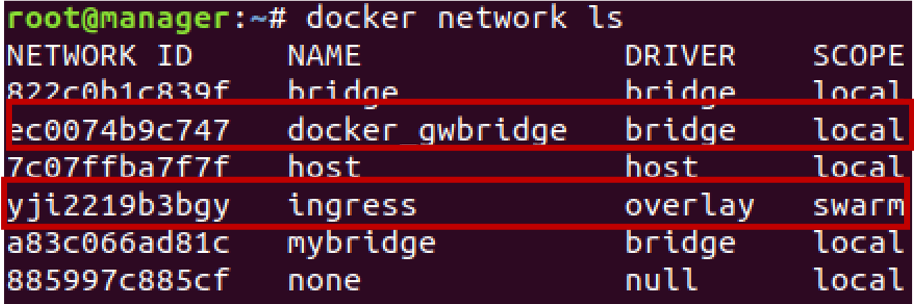 root@manager:~# docker network ls
NETWORK ID NAME DRIVER SCOPE
822c0b1c839f bridge bridge local
ec0074b9c747 docker_gwbridge bridge local
7c07ffba7f7f host host local
yji2219b3bgy ingress overlay swarm
a83c066ad81c mybridge bridge local
885997c885cf none null local